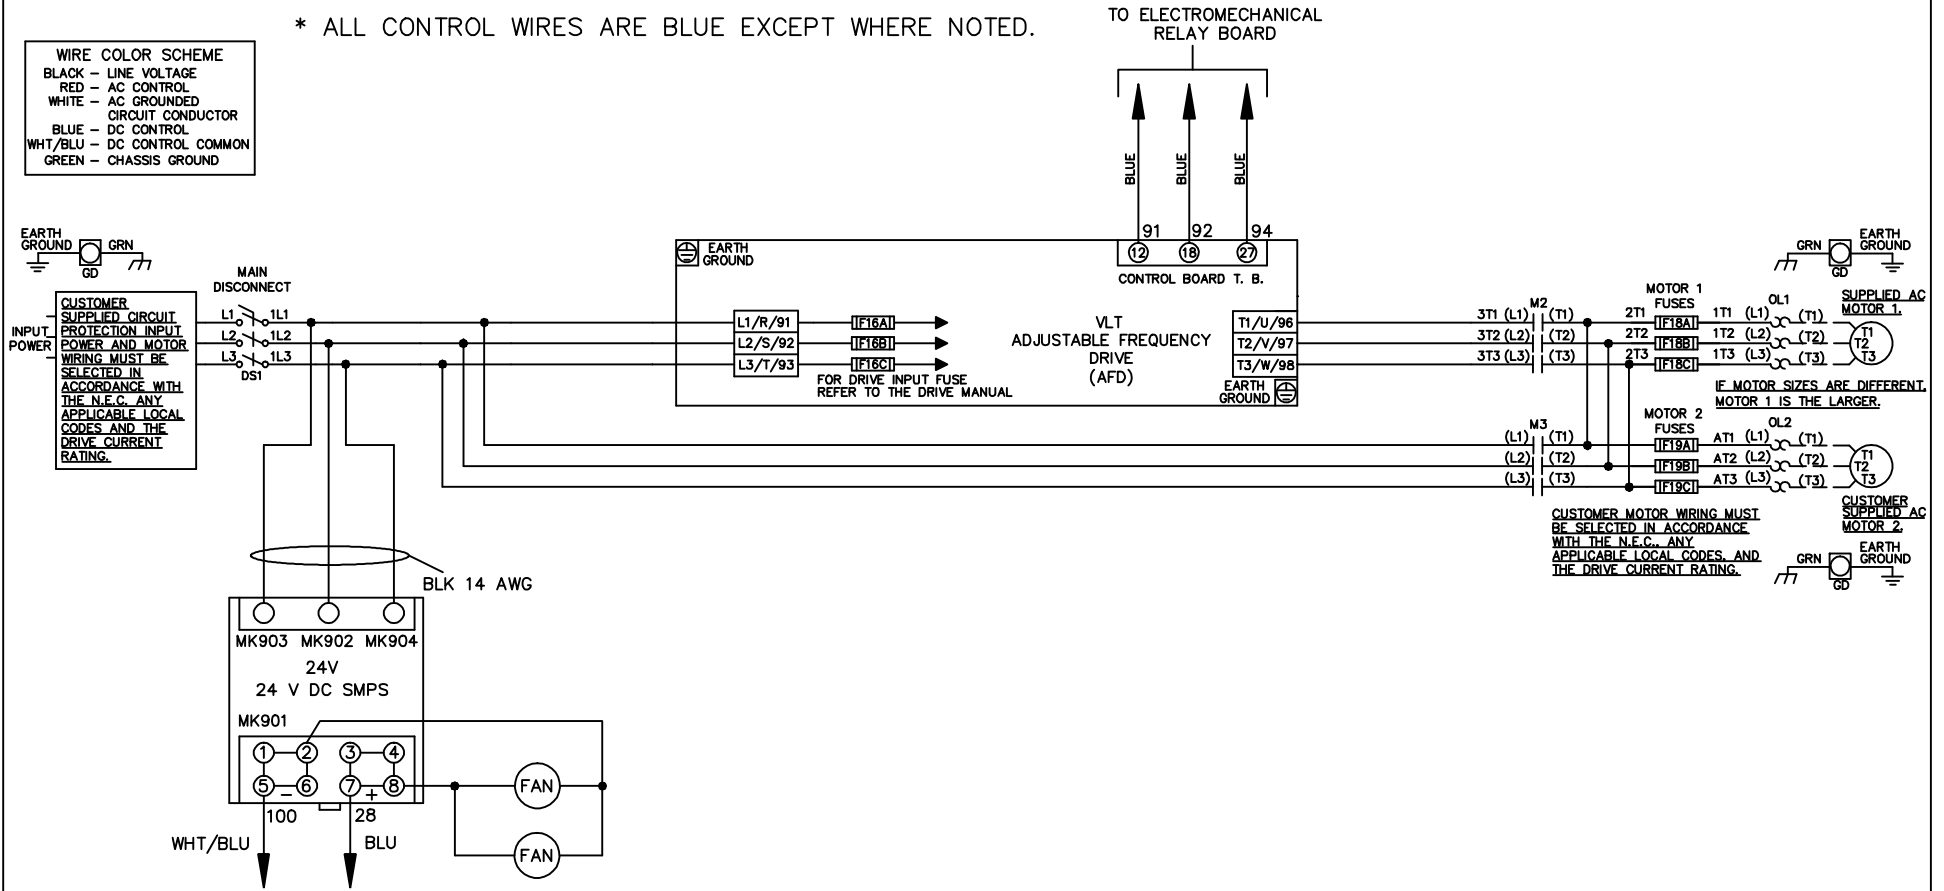 * ALL CONTROL WIRES ARE BLUE EXCEPT WHERE NOTED.
TO ELECTROMECHANICAL
RELAY BOARD
WIRE COLOR SCHEME
BLACK – LINE VOLTAGE
RED – AC CONTROL
WHITE – AC GROUNDED
CIRCUIT CONDUCTOR
BLUE – DC CONTROL
WHT/BLU – DC CONTROL COMMON
GREEN – CHASSIS GROUND
BLUE BLUE BLUE
91 92 94
12 18 27
CONTROL BOARD T. B.
EARTH
GROUND
GRN
GD
MAIN
DISCONNECT
INPUT
POWER
CUSTOMER
SUPPLIED CIRCUIT
PROTECTION INPUT
POWER AND MOTOR
WIRING MUST BE
SELECTED IN
ACCORDANCE WITH
THE N.E.C. ANY
APPLICABLE LOCAL
CODES AND THE
DRIVE CURRENT
RATING.
L1 1L1
L2 1L2
L3 1L3
DS1
EARTH
GROUND
L1/R/91 F16A
L2/S/92 F16B
L3/T/93 F16C
FOR DRIVE INPUT FUSE
REFER TO THE DRIVE MANUAL
VLT
ADJUSTABLE FREQUENCY
DRIVE
(AFD)
T1/U/96
T2/V/97
T3/W/98
EARTH
GROUND
M2
3T1 (L1) (T1)
3T2 (L2) (T2)
3T3 (L3) (T3)
MOTOR 1
FUSES
2T1 F18A 1T1 (L1) (T1)
2T2 F18B 1T2 (L2) (T2)
2T3 F18C 1T3 (L3) (T3)
OL1
T1
T2
T3
GRN
EARTH
GROUND
GD
SUPPLIED AC
MOTOR 1.
IF MOTOR SIZES ARE DIFFERENT,
MOTOR 1 IS THE LARGER.
M3
(L1) (T1)
(L2) (T2)
(L3) (T3)
MOTOR 2
FUSES
F19A AT1 (L1) (T1)
F19B AT2 (L2) (T2)
F19C AT3 (L3) (T3)
OL2
T1
T2
T3
CUSTOMER
SUPPLIED AC
MOTOR 2.
CUSTOMER MOTOR WIRING MUST
BE SELECTED IN ACCORDANCE
WITH THE N.E.C., ANY
APPLICABLE LOCAL CODES, AND
THE DRIVE CURRENT RATING.
GRN
EARTH
GROUND
GD
BLK 14 AWG
MK903 MK902 MK904
24V
24 V DC SMPS
MK901
1 2 3 4
5 – 6 7 + 8
100 28
WHT/BLU BLU
FAN
FAN